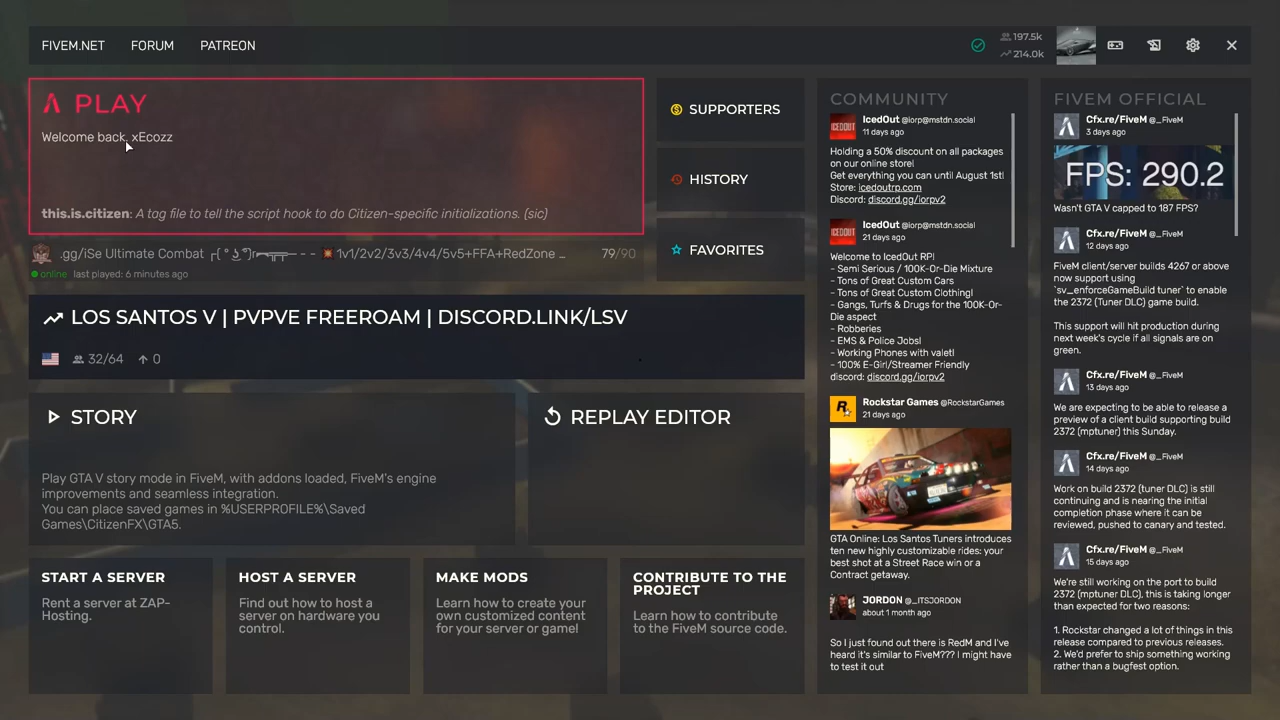 FIVEM.NET
FORUM
PATREON
197.5k
214.0k
PLAY
Welcome back, xEcozz
this.is.citizen: A tag file to tell the script hook to do Citizen-specific initializations. (sic)
.gg/iSe Ultimate Combat
1v1/2v2/3v3/4v4/5v5+FFA+RedZone ...
79/90
online
last played: 6 minutes ago
SUPPORTERS
HISTORY
FAVORITES
LOS SANTOS V | PVPVE FREEROAM | DISCORD.LINK/LSV
32/64
0
STORY
Play GTA V story mode in FiveM, with addons loaded, FiveM's engine
improvements and seamless integration.
You can place saved games in %USERPROFILE%\Saved
Games\CitizenFX\GTA5.
REPLAY EDITOR
START A SERVER
Rent a server at ZAP-
Hosting.
HOST A SERVER
Find out how to host a
server on hardware you
control.
MAKE MODS
Learn how to create your
own customized content
for your server or game!
CONTRIBUTE TO THE
PROJECT
Learn how to contribute
to the FiveM source code.
COMMUNITY
ICEDOUT
IcedOut @iorp@mstdn.social
11 days ago
Holding a 50% discount on all packages
on our online store!
Get everything you can until August 1st!
Store: icedoutrp.com
Discord: discord.gg/iorpv2
ICEDOUT
IcedOut @iorp@mstdn.social
21 days ago
Welcome to IcedOut RP!
- Semi Serious / 100K-Or-Die Mixture
- Tons of Great Custom Cars
- Tons of Great Custom Clothing!
- Gangs, Turfs & Drugs for the 100K-Or-
Die aspect
- Robberies
- EMS & Police Jobs!
- Working Phones with valet!
- 100% E-Girl/Streamer Friendly
discord: discord.gg/iorpv2
Rockstar Games @RockstarGames
21 days ago
GTA Online: Los Santos Tuners introduces
ten new highly customizable rides: your
best shot at a Street Race win or a
Contract getaway.
JORDON @_ITSJORDON
about 1 month ago
So I just found out there is RedM and I've
heard it's similar to FiveM??? I might have
to test it out
FIVEM OFFICIAL
Cfx.re/FiveM @_FiveM
3 days ago
FPS: 290.2
Wasn't GTA V capped to 187 FPS?
Cfx.re/FiveM @_FiveM
12 days ago
FiveM client/server builds 4267 or above
now support using
`sv_enforceGameBuild tuner` to enable
the 2372 (Tuner DLC) game build.
This support will hit production during
next week's cycle if all signals are on
green.
Cfx.re/FiveM @_FiveM
13 days ago
We are expecting to be able to release a
preview of a client build supporting build
2372 (mptuner) this Sunday.
Cfx.re/FiveM @_FiveM
14 days ago
Work on build 2372 (tuner DLC) is still
continuing and is nearing the initial
completion phase where it can be
reviewed, pushed to canary and tested.
Cfx.re/FiveM @_FiveM
15 days ago
We're still working on the port to build
2372 (mptuner DLC), this is taking longer
than expected for two reasons:
1. Rockstar changed a lot of things in this
release compared to previous releases.
2. We'd prefer to ship something working
rather than a bugfest option.